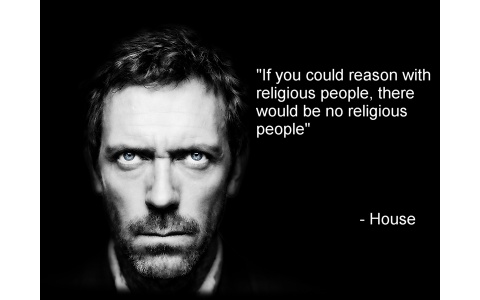 "If you could reason with
religious people, there
would be no religious
people"
- House